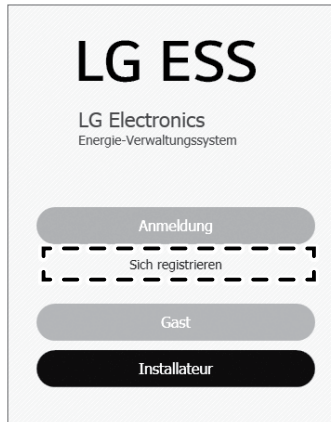 LG ESS
LG Electronics
Energie-Verwaltungssystem
Anmeldung
Sich registrieren
Gast
Installateur